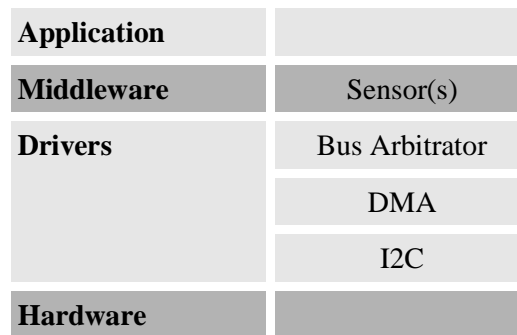 Application
Middleware Sensor(s)
Drivers Bus Arbitrator
DMA
I2C
Hardware